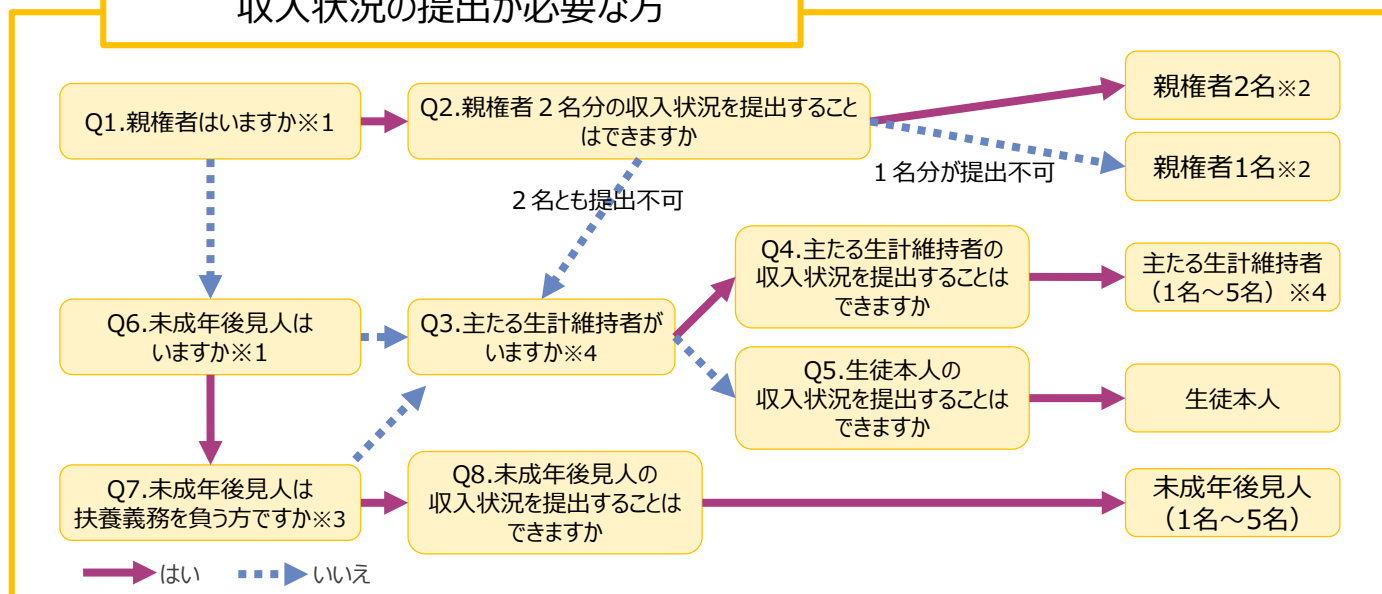 収入状況の提出が必要な方
Q1.親権者はいますか※1
Q2.親権者２名分の収入状況を提出すること
はできますか
親権者2名※2
１名分が提出不可
親権者1名※2
２名とも提出不可
Q6.未成年後見人は
いますか※1
Q3.主たる生計維持者が
いますか※4
Q4.主たる生計維持者の
収入状況を提出することは
できますか
主たる生計維持者
（1名～5名）※4
Q5.生徒本人の
収入状況を提出することは
できますか
生徒本人
Q7.未成年後見人は
扶養義務を負う方ですか※3
Q8.未成年後見人の
収入状況を提出することは
できますか
未成年後見人
（1名～5名）
はい
いいえ